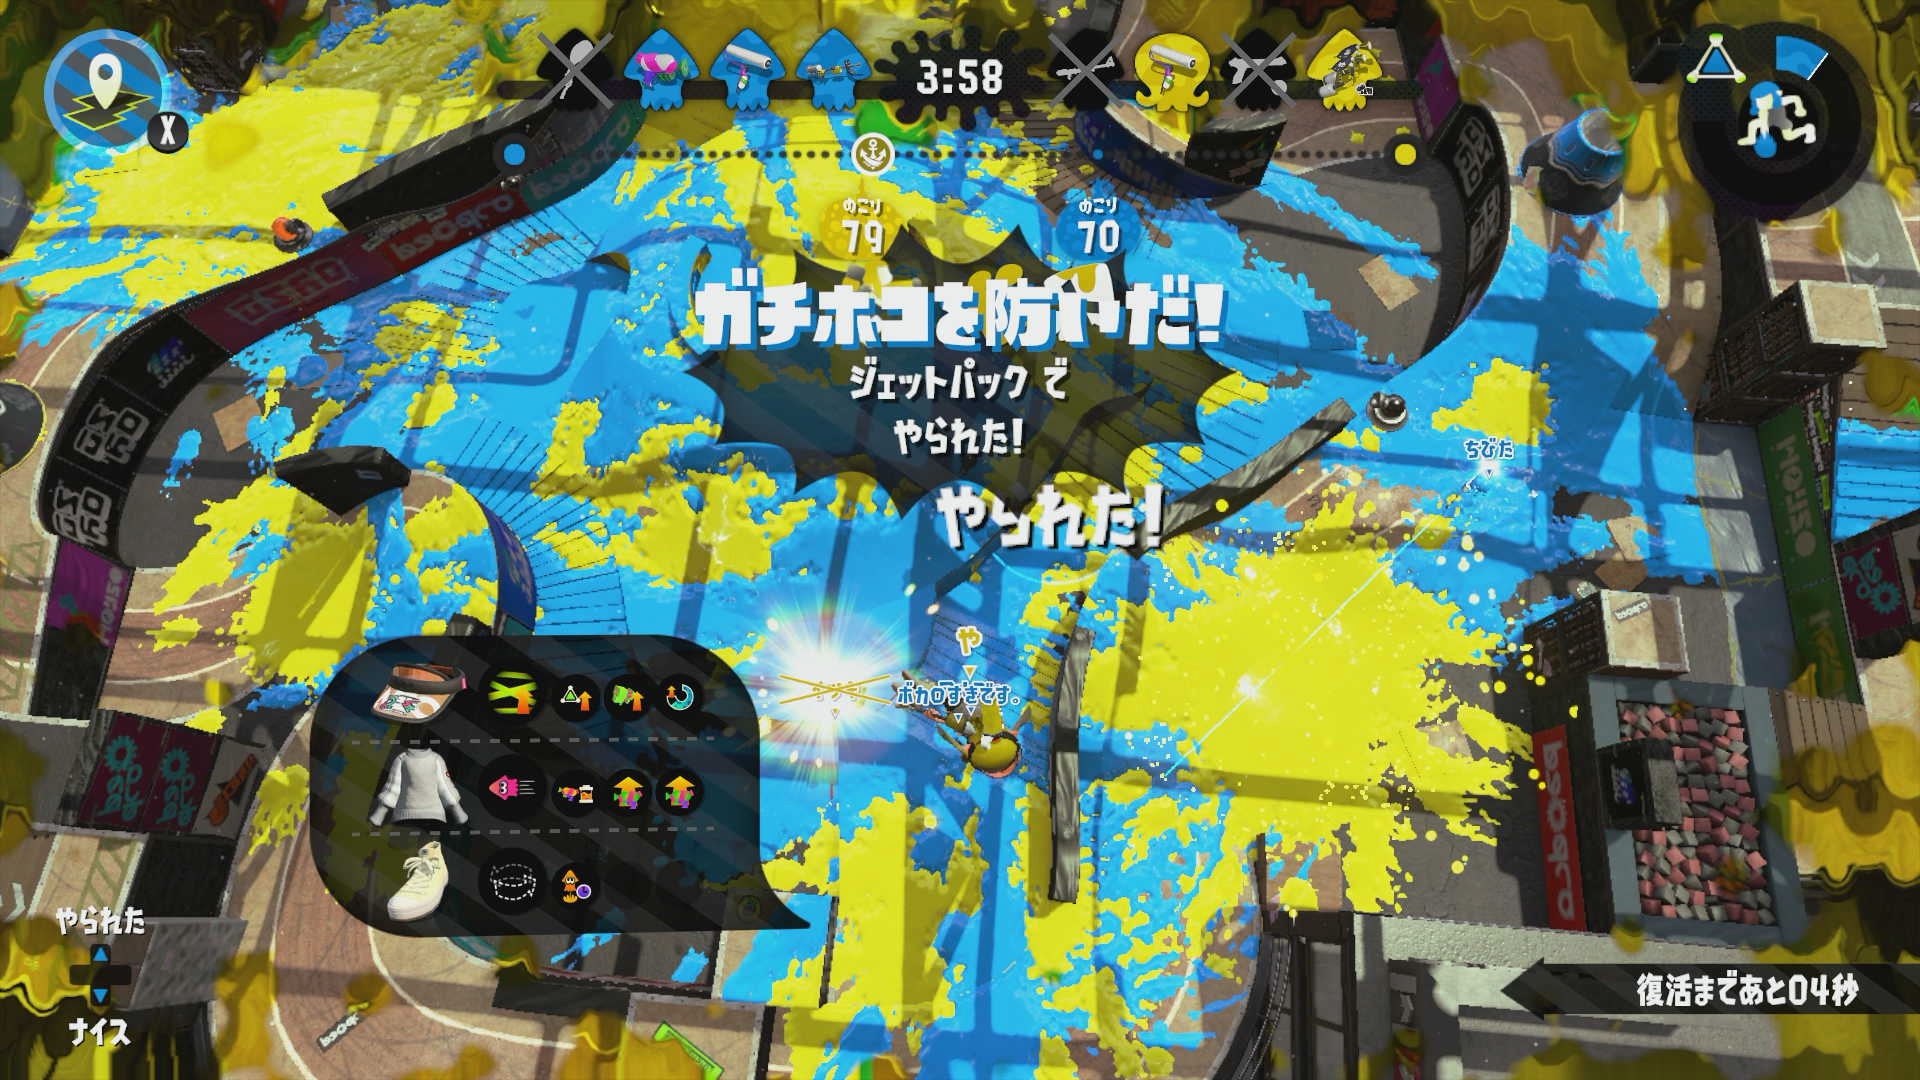 3:58
X
のこり
79
のこり
70
ガチホコを防いだ!
ジェットパック で
やられた!
やられた!
ちびた
や
ボカロすきです。
やられた
ナイス
復活まであと04秒